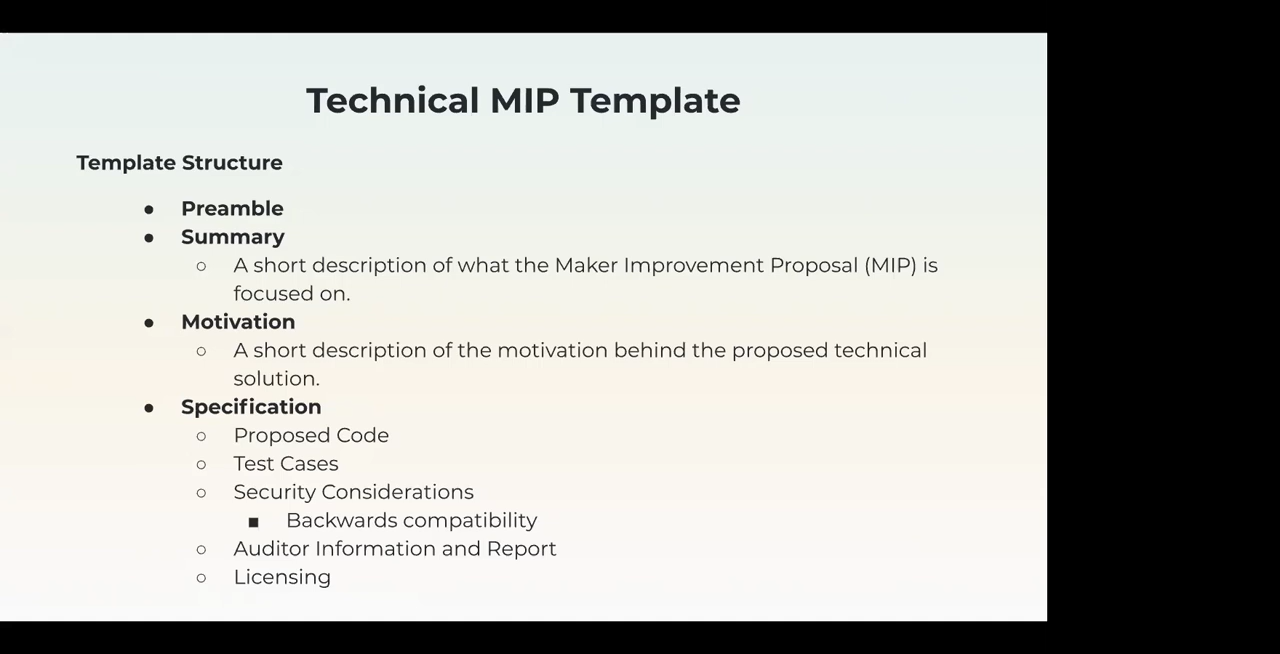 Technical MIP Template
Template Structure
● Preamble
● Summary
○ A short description of what the Maker Improvement Proposal (MIP) is
focused on.
● Motivation
○ A short description of the motivation behind the proposed technical
solution.
● Specification
○ Proposed Code
○ Test Cases
○ Security Considerations
■ Backwards compatibility
○ Auditor Information and Report
○ Licensing